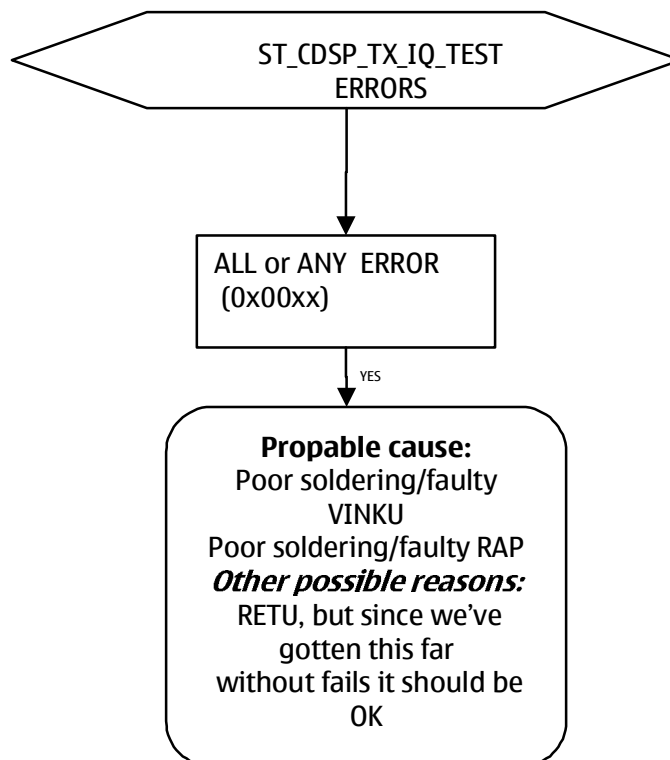 ST_CDSP_TX_IQ_TEST
ERRORS
ALL or ANY ERROR
(0x00xx)
YES
Propable cause:
Poor soldering/faulty
VINKU
Poor soldering/faulty RAP
Other possible reasons:
RETU, but since we've
gotten this far
without fails it should be
OK